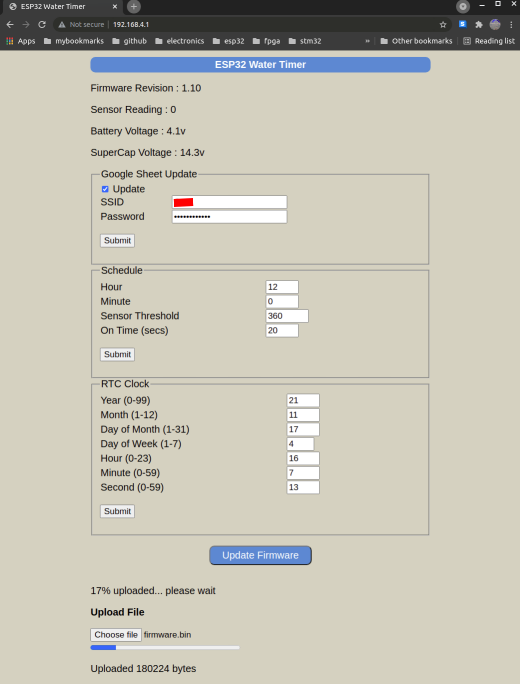 ESP32 Water Timer
Not secure | 192.168.4.1
Apps mybookmarks github electronics esp32 fpga stm32 » Other bookmarks Reading list
ESP32 Water Timer
Firmware Revision : 1.10
Sensor Reading : 0
Battery Voltage : 4.1v
SuperCap Voltage : 14.3v
Google Sheet Update
Update
SSID
Password ••••••••••••
Submit
Schedule
Hour 12
Minute 0
Sensor Threshold 360
On Time (secs) 20
Submit
RTC Clock
Year (0-99) 21
Month (1-12) 11
Day of Month (1-31) 17
Day of Week (1-7) 4
Hour (0-23) 16
Minute (0-59) 7
Second (0-59) 13
Submit
Update Firmware
17% uploaded... please wait
Upload File
Choose file firmware.bin
Uploaded 180224 bytes